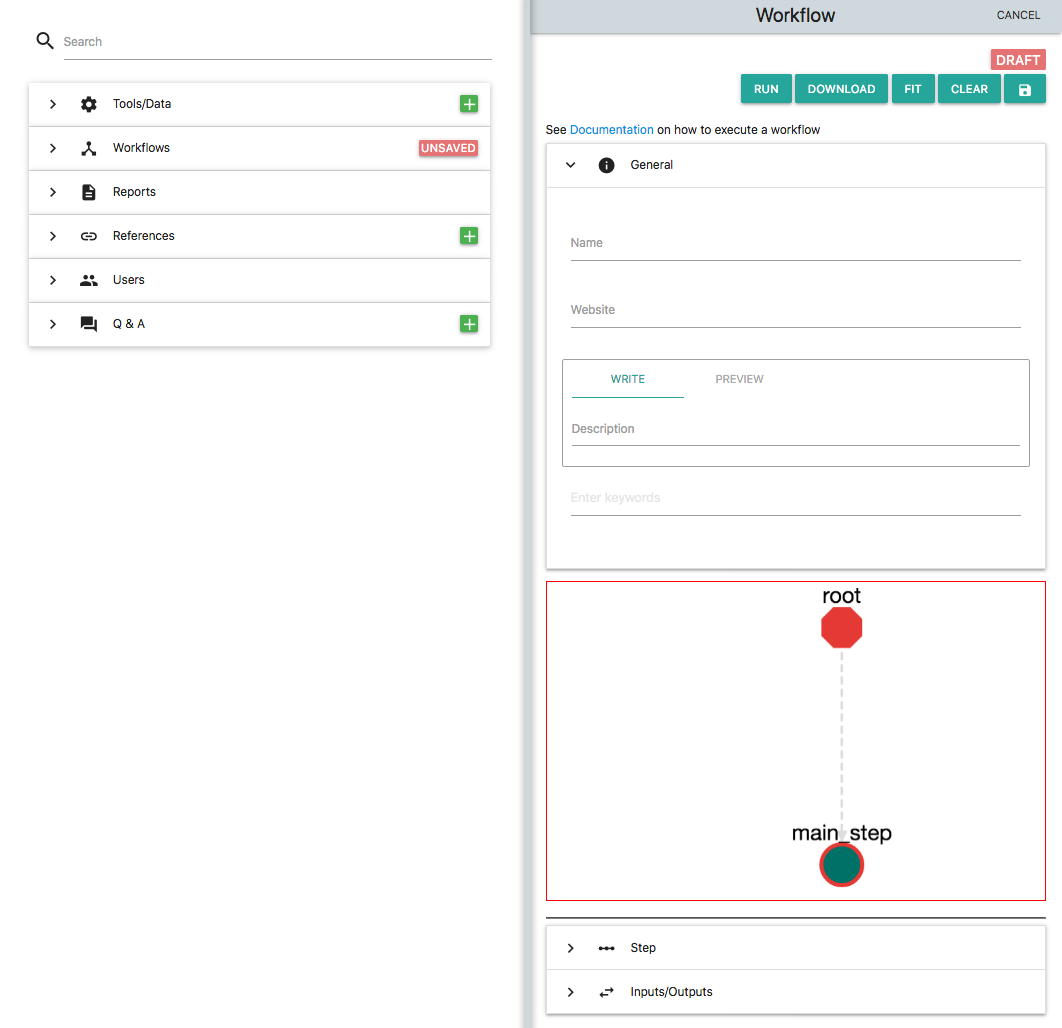 Search
Tools/Data
Workflows UNSAVED
Reports
References
Users
Q & A
Workflow CANCEL
DRAFT
RUN DOWNLOAD FIT CLEAR
See Documentation on how to execute a workflow
General
Name
Website
WRITE PREVIEW
Description
Enter keywords
root
main_step
Step
Inputs/Outputs